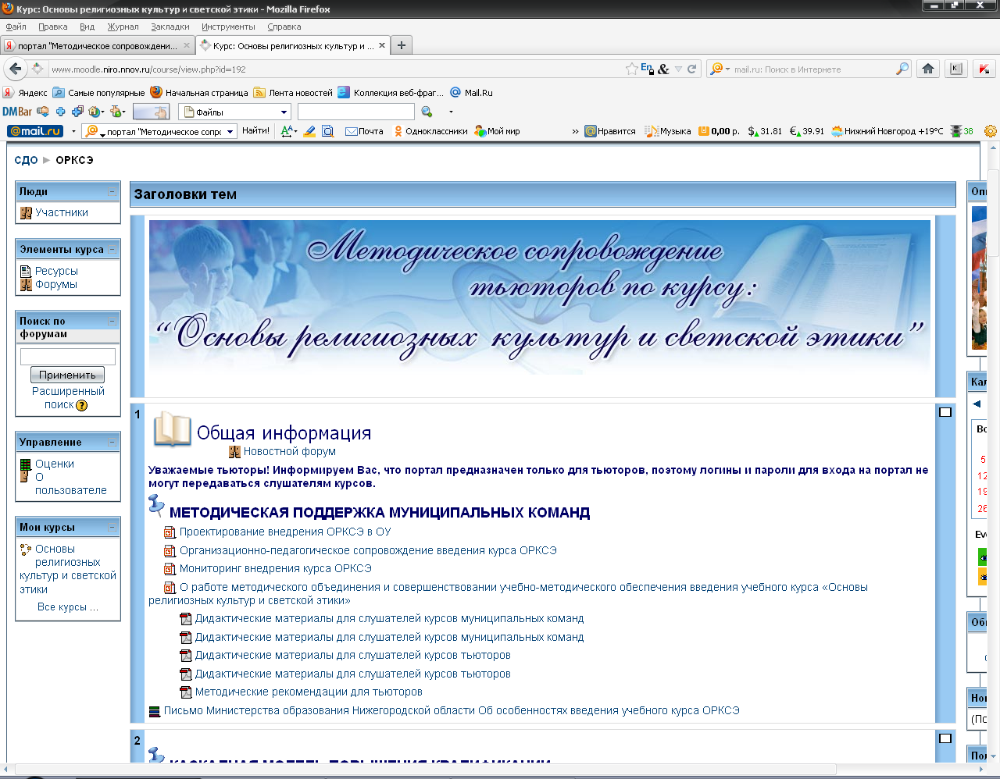 Курс: Основы религиозных культур и светской этики - Mozilla Firefox
Файл Правка Вид Журнал Закладки Инструменты Справка
портал "Методическое сопровождени... Курс: Основы религиозных культур и ...
www.moodle.niro.nnov.ru/course/view.php?id=192
mail.ru: Поиск в Интернете
Яндекс Самые популярные Начальная страница Лента новостей Коллекция веб-фраг... Mail.Ru
DMBar Файлы
@mail.ru портал "Методическое сопро Найти! Почта Одноклассники Мой мир » Нравится Музыка 0,00 р. $ 31.81 € 39.91 Нижний Новгород +19°C 38
СДО ► ОРКСЭ
Люди
Участники
Элементы курса
Ресурсы
Форумы
Поиск по форумам
Применить
Расширенный
поиск
Управление
Оценки
О
пользователе
Мои курсы
Основы
религиозных
культур и светской
этики
Все курсы ...
Заголовки тем
Методическое сопровождение
тьюторов по курсу:
“Основы религиозных культур и светской этики”
1
Общая информация
Новостной форум
Уважаемые тьюторы! Информируем Вас, что портал предназначен только для тьюторов, поэтому логины и пароли для входа на портал не
могут передаваться слушателям курсов.
МЕТОДИЧЕСКАЯ ПОДДЕРЖКА МУНИЦИПАЛЬНЫХ КОМАНД
Проектирование внедрения ОРКСЭ в ОУ
Организационно-педагогическое сопровождение введения курса ОРКСЭ
Мониторинг внедрения курса ОРКСЭ
О работе методического объединения и совершенствовании учебно-методического обеспечения введения учебного курса «Основы
религиозных культур и светской этики»
Дидактические материалы для слушателей курсов муниципальных команд
Дидактические материалы для слушателей курсов муниципальных команд
Дидактические материалы для слушателей курсов тьюторов
Дидактические материалы для слушателей курсов тьюторов
Методические рекомендации для тьюторов
Письмо Министерства образования Нижегородской области Об особенностях введения учебного курса ОРКСЭ
2
КАСКАДНАЯ МОДЕЛЬ ПОВЫШЕНИЯ КВАЛИФИКАЦИИ
5
12
19
26